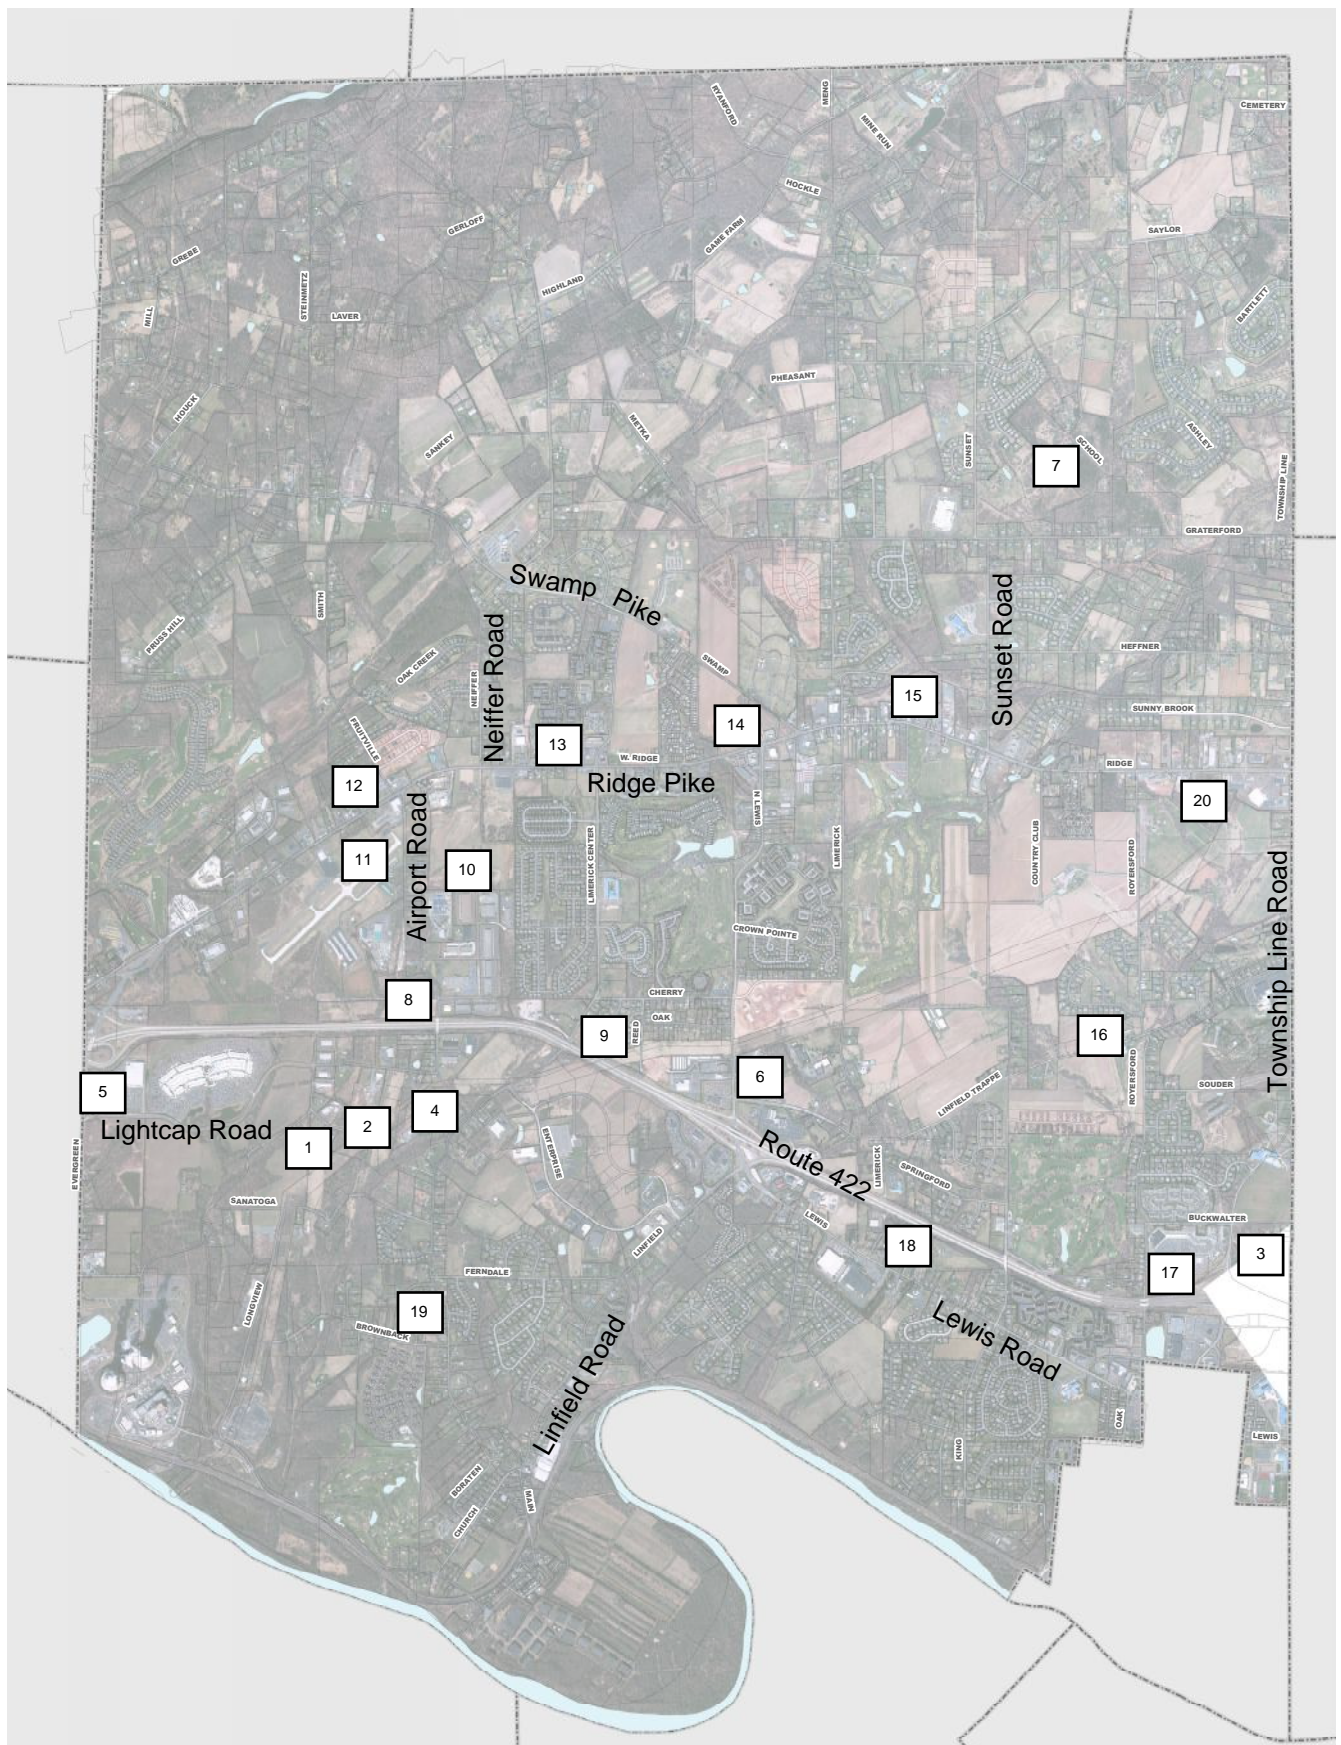 RYANFORD
MENG
CEMETERY
MINE RUN
HOCKLE
GERLOFF
GAME FARM
SAYLOR
GREBE
STEINMETZ
HIGHLAND
BARTLETT
MILL
LAVER
PHEASANT
HOUCK
METKA
SANKEY
SUNSET
SCHOOL
ASHLEY
7
TOWNSHIP LINE
GRATERFORD
Swamp Pike
SMITH
PRUSS HILL
Sunset Road
HEFFNER
OAK CREEK
NEIFFER
Neiffer Road
SWAMP
15
SUNNY BROOK
14
FRUITVILLE
13
W. RIDGE
RIDGE
12
Ridge Pike
20
N LEWIS
Airport Road
LIMERICK CENTER
LIMERICK
COUNTRY CLUB
ROYERSFORD
11
10
CROWN POINTE
Township Line Road
8
CHERRY
OAK
9
REED
16
5
6
ROYERSFORD
SOUDER
LINFIELD TRAPPE
4
Lightcap Road
2
1
ENTERPRISE
Route 422
LIMERICK
SPRINGFORD
EVERGREEN
SANATOGA
LEWIS
BUCKWALTER
LINFIELD
18
3
17
FERNDALE
LONGVIEW
19
BROWNBACK
Lewis Road
Linfield Road
OAK
LEWIS
KING
BORATEN
MAIN
CHURCH